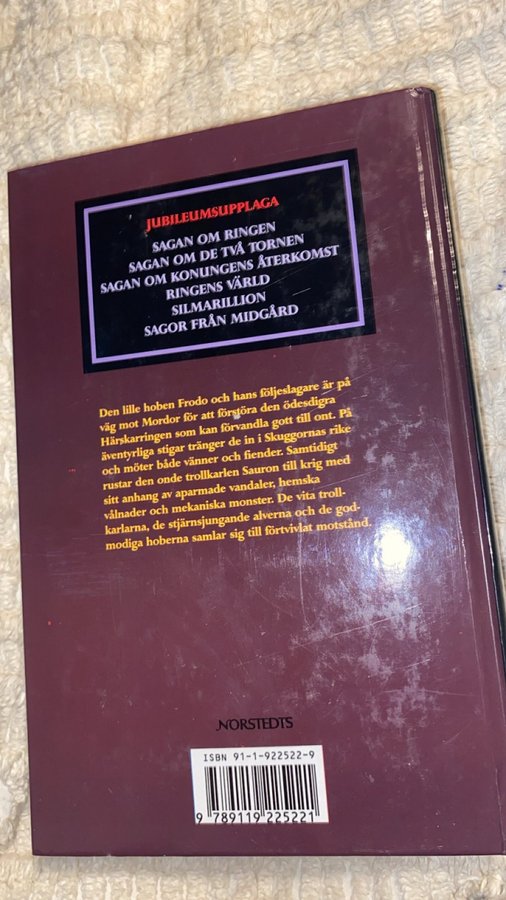 JUBILEUMSUPPLAGA
SAGAN OM RINGEN
SAGAN OM DE TVÅ TORNEN
SAGAN OM KONUNGENS ÅTERKOMST
RINGENS VÄRLD
SILMARILLION
SAGOR FRÅN MIDGÅRD
Den lille hoben Frodo och hans följeslagare är på
väg mot Mordor för att förstöra den ödesdigra
Härskarringen som kan förvandla gott till ont. På
äventyrliga stigar tränger de in i Skuggornas rike
och möter både vänner och fiender. Samtidigt
rustar den onde trollkarlen Sauron till krig med
sitt anhang av aparmade vandaler, hemska
vålnader och mekaniska monster. De vita troll-
karlarna, de stjärnsjungande alverna och de god-
modiga hoberna samlar sig till förtvivlat motstånd.
NORSTEDTS
ISBN 91-1-922522-9
9 789119 225221